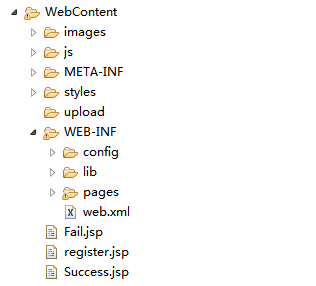 WebContent
images
js
META-INF
styles
upload
WEB-INF
config
lib
pages
web.xml
Fail.jsp
register.jsp
Success.jsp